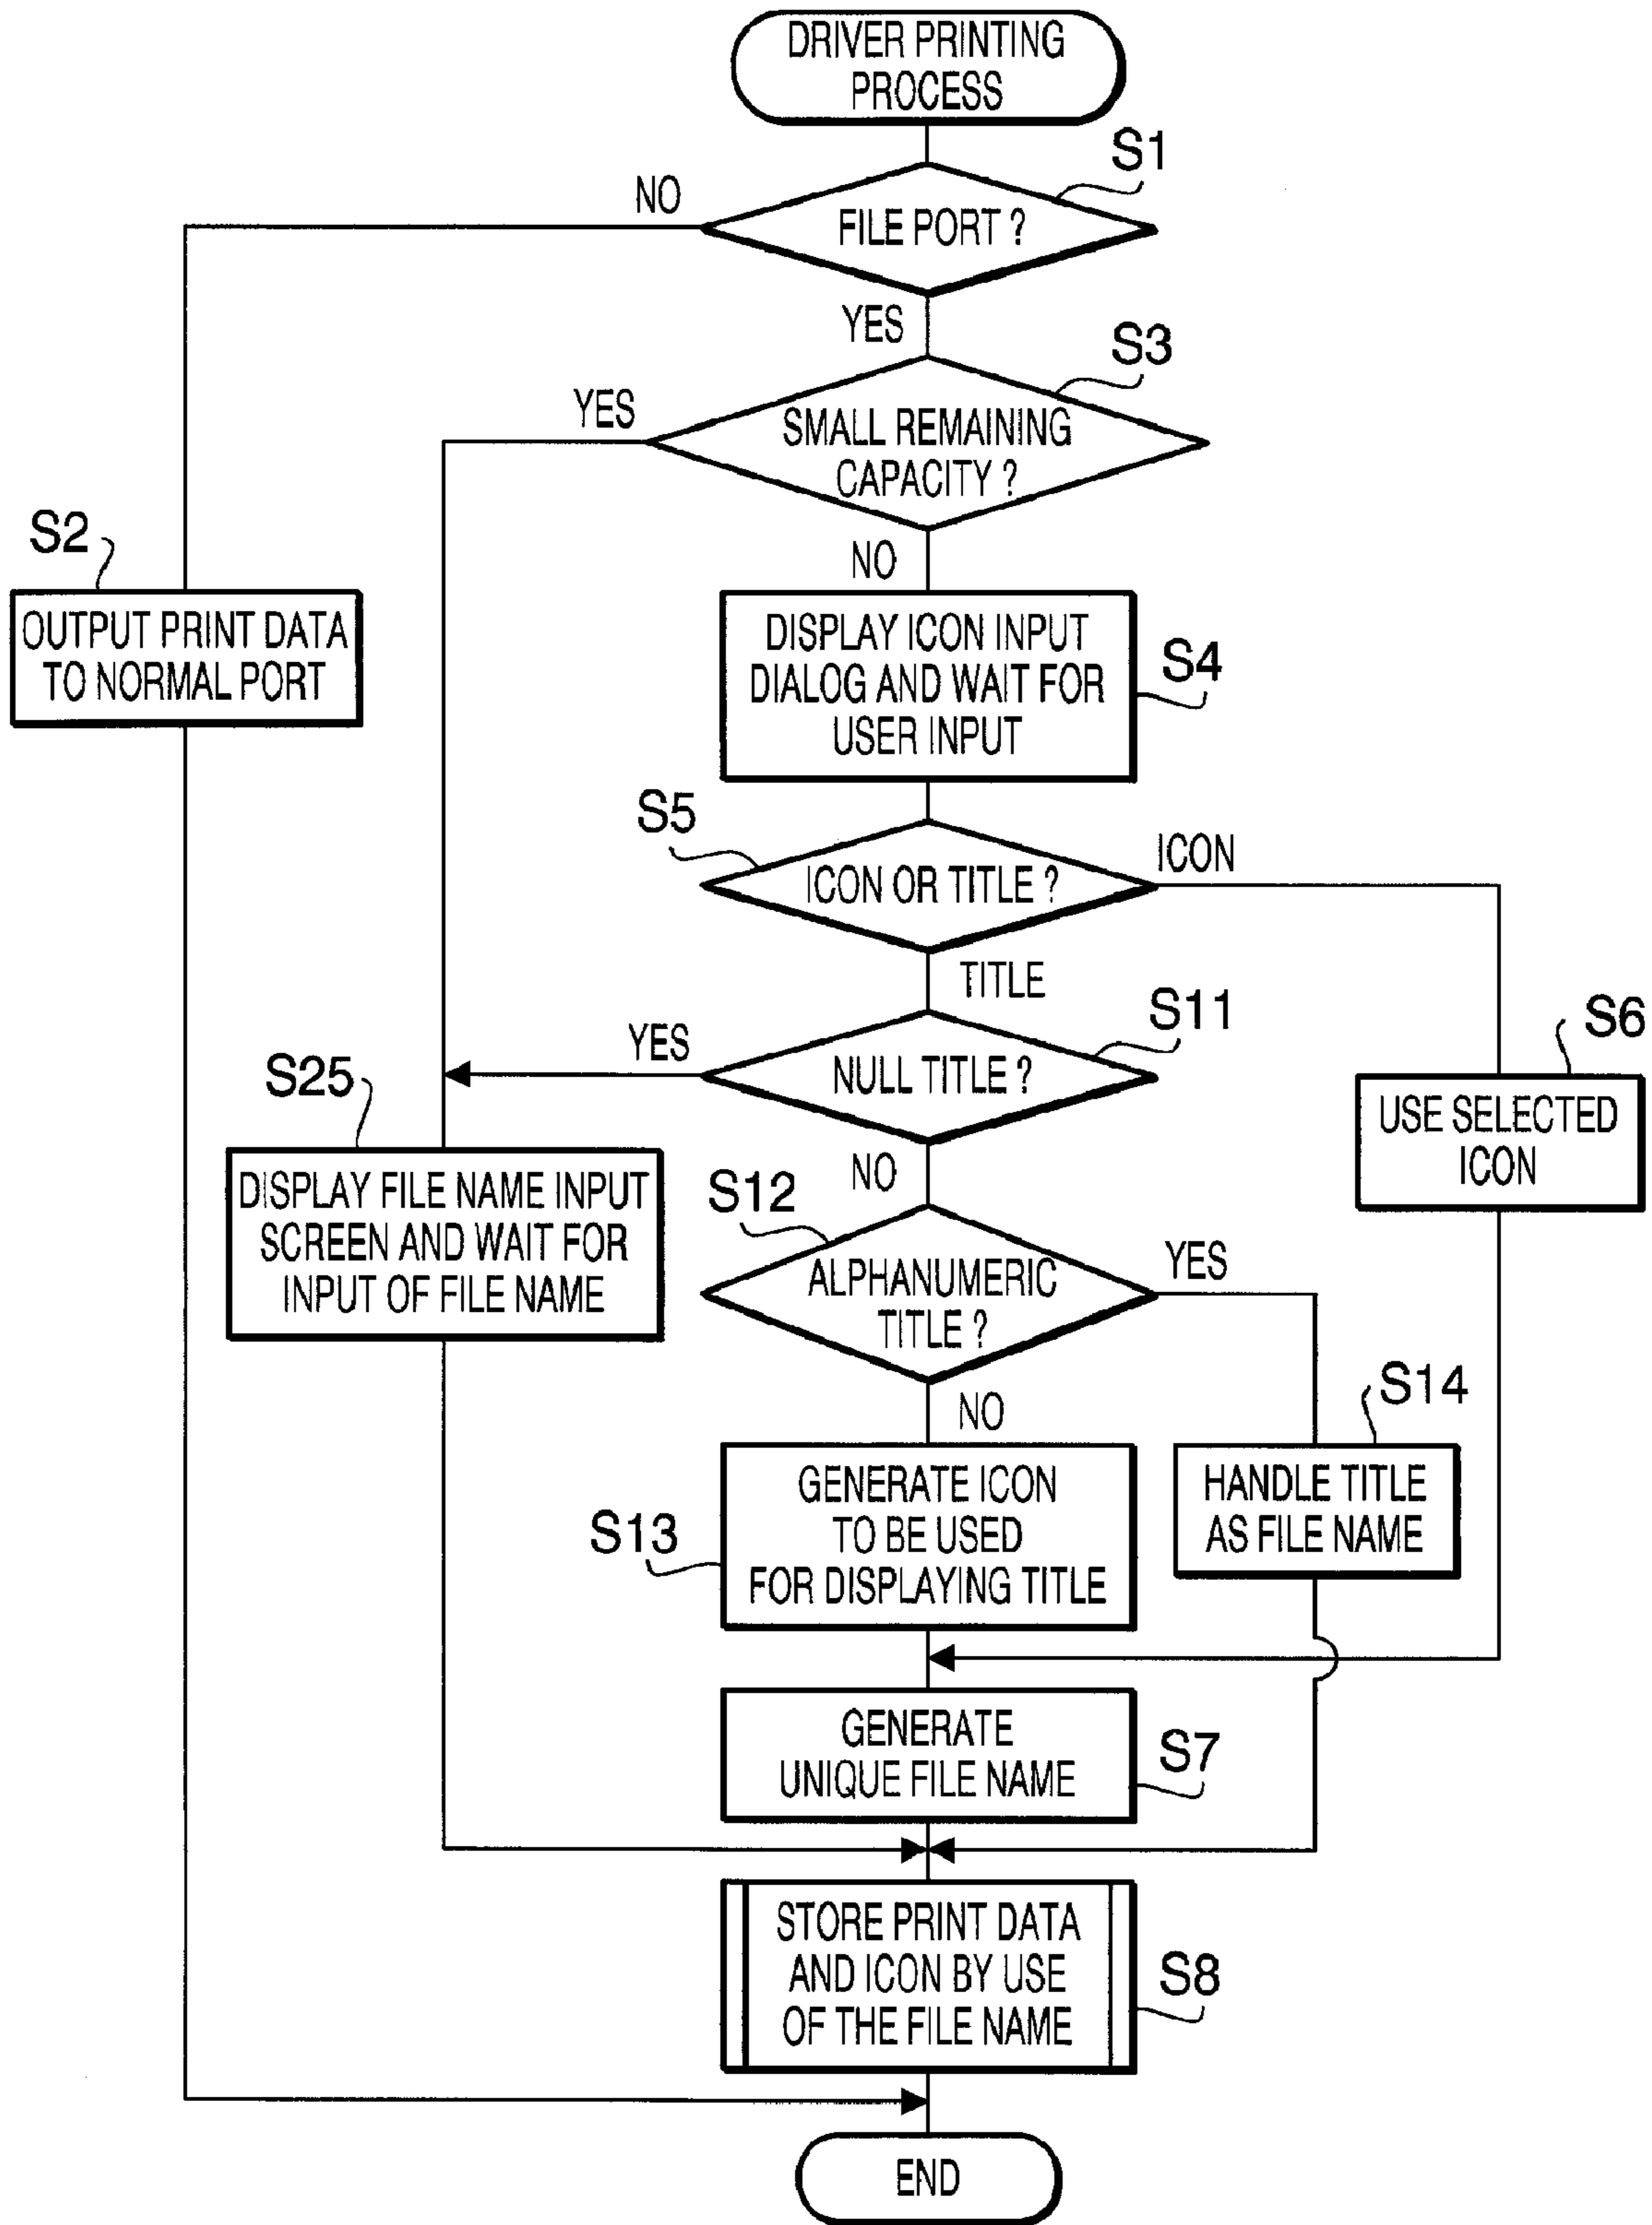 DRIVER PRINTING
PROCESS
S1
NO
FILE PORT ?
YES
S3
YES
SMALL REMAINING
CAPACITY ?
NO
S2
OUTPUT PRINT DATA
TO NORMAL PORT
DISPLAY ICON INPUT
DIALOG AND WAIT FOR
USER INPUT
S4
S5
ICON OR TITLE ?
ICON
TITLE
S11
YES
NULL TITLE ?
S6
USE SELECTED
ICON
S25
DISPLAY FILE NAME INPUT
SCREEN AND WAIT FOR
INPUT OF FILE NAME
NO
S12
ALPHANUMERIC
TITLE ?
YES
NO
S14
HANDLE TITLE
AS FILE NAME
S13
GENERATE ICON
TO BE USED
FOR DISPLAYING TITLE
GENERATE
UNIQUE FILE NAME
S7
STORE PRINT DATA
AND ICON BY USE
OF THE FILE NAME
S8
END